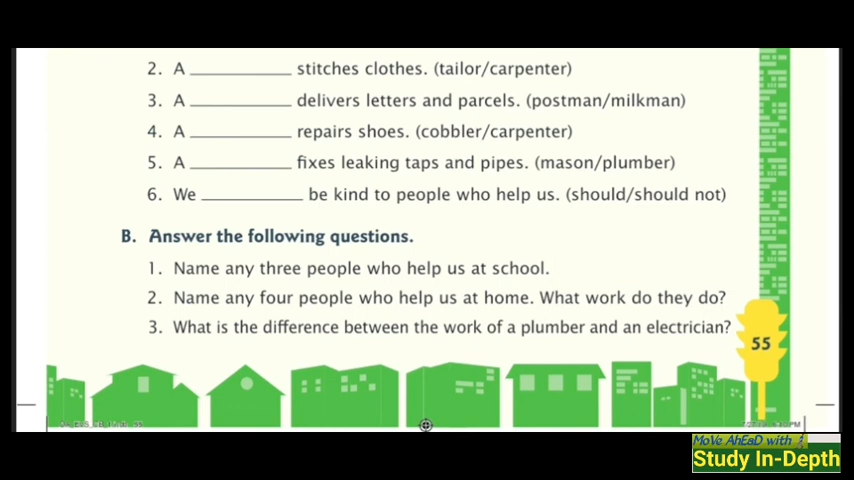 2. A ____________ stitches clothes. (tailor/carpenter)
3. A ____________ delivers letters and parcels. (postman/milkman)
4. A ____________ repairs shoes. (cobbler/carpenter)
5. A ____________ fixes leaking taps and pipes. (mason/plumber)
6. We ____________ be kind to people who help us. (should/should not)
B. Answer the following questions.
1. Name any three people who help us at school.
2. Name any four people who help us at home. What work do they do?
3. What is the difference between the work of a plumber and an electrician?
55
MoVe AhEaD with
Study In-Depth